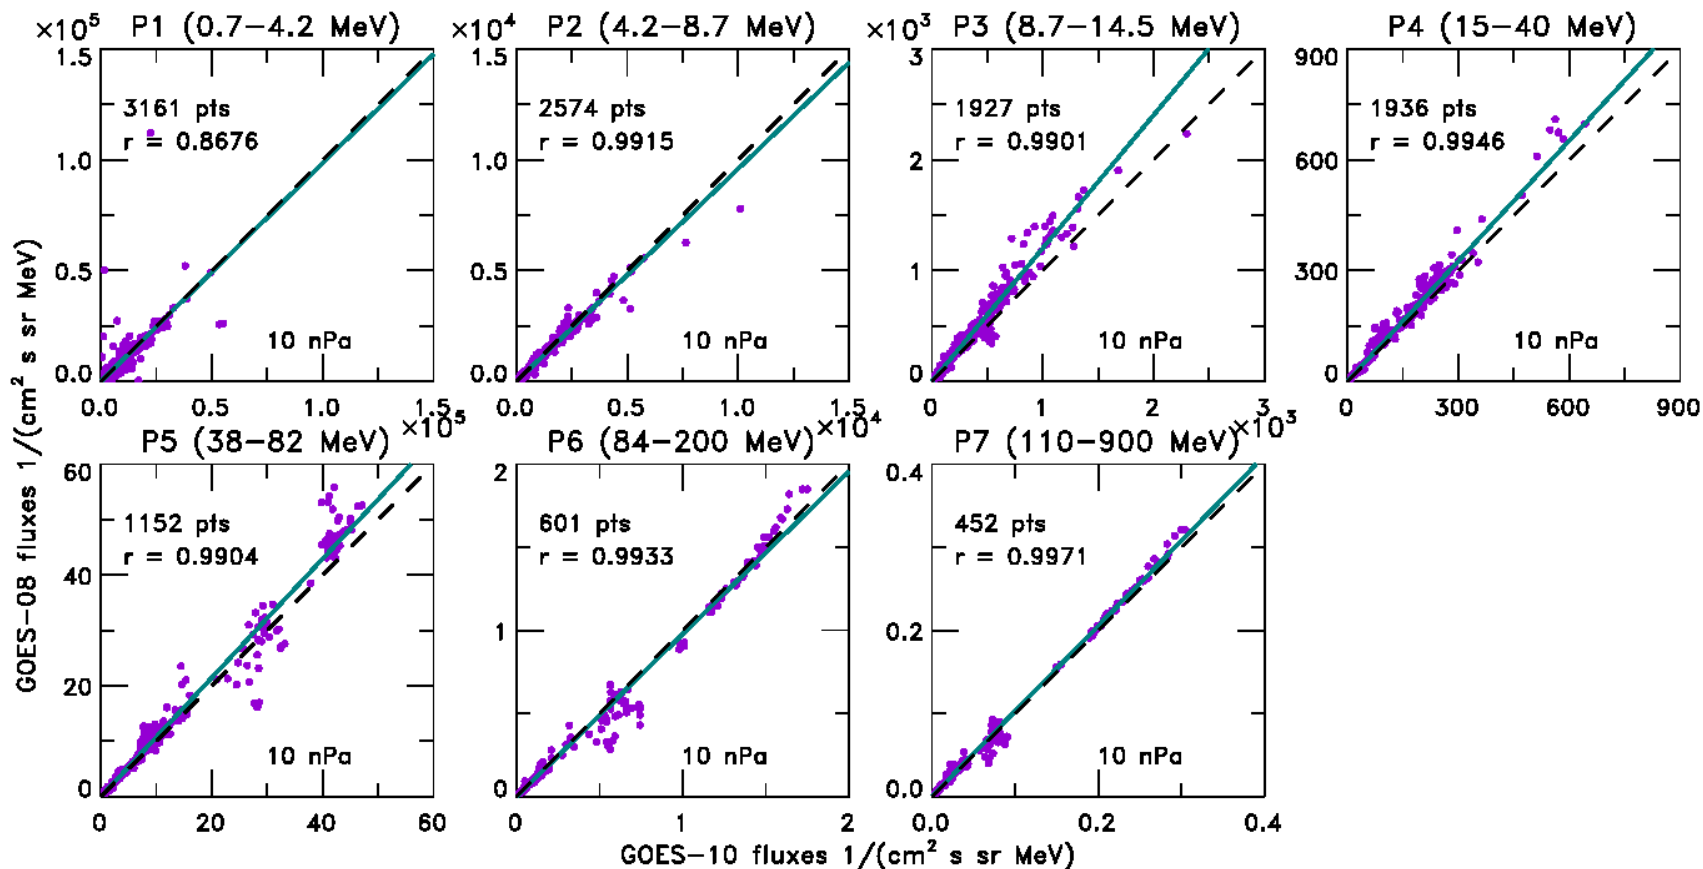 ×10⁵ P1 (0.7−4.2 MeV)
1.5
3161 pts
r = 0.8676
1.0
0.5
10 nPa
0.0
0.0 0.5 1.0 1.5
×10⁵
×10⁴ P2 (4.2−8.7 MeV)
1.5
2574 pts
r = 0.9915
1.0
0.5
10 nPa
0.0
0.0 0.5 1.0 1.5
×10⁴
×10³ P3 (8.7−14.5 MeV)
3
1927 pts
r = 0.9901
2
1
10 nPa
0
0 1 2 3
×10³
P4 (15−40 MeV)
900
1936 pts
r = 0.9946
600
300
10 nPa
0
0 300 600 900
GOES−08 fluxes 1/(cm² s sr MeV)
P5 (38−82 MeV)
60
1152 pts
r = 0.9904
40
20
10 nPa
0
0 20 40 60
P6 (84−200 MeV)
2
601 pts
r = 0.9933
1
10 nPa
0
0 1 2
P7 (110−900 MeV)
0.4
452 pts
r = 0.9971
0.2
10 nPa
0.0
0.0 0.2 0.4
GOES−10 fluxes 1/(cm² s sr MeV)